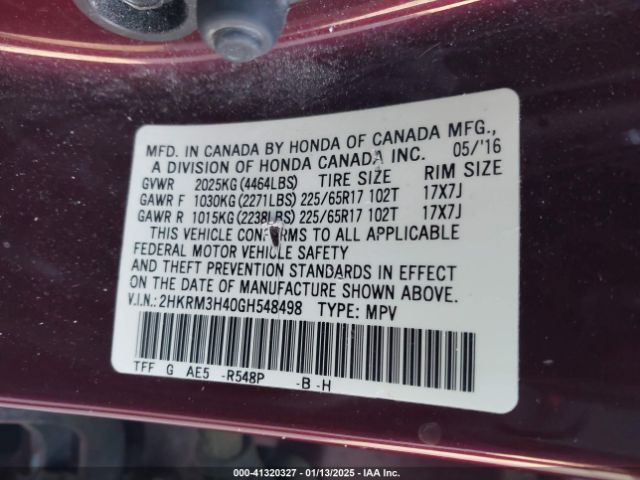 MFD. IN CANADA BY HONDA OF CANADA MFG.,
A DIVISION OF HONDA CANADA INC. 05/'16
GVWR 2025KG(4464LBS) TIRE SIZE RIM SIZE
GAWR F 1030KG(2271LBS) 225/65R17 102T 17X7J
GAWR R 1015KG(2238LBS) 225/65R17 102T 17X7J
THIS VEHICLE CONFORMS TO ALL APPLICABLE
FEDERAL MOTOR VEHICLE SAFETY
AND THEFT PREVENTION STANDARDS IN EFFECT
ON THE DATE OF MANUFACTURE SHOWN ABOVE.
V.I.N.: 2HKRM3H40GH548498 TYPE: MPV
TFF G AE5 -R548P -B -H
000-41320327 - 01/13/2025 - IAA Inc.